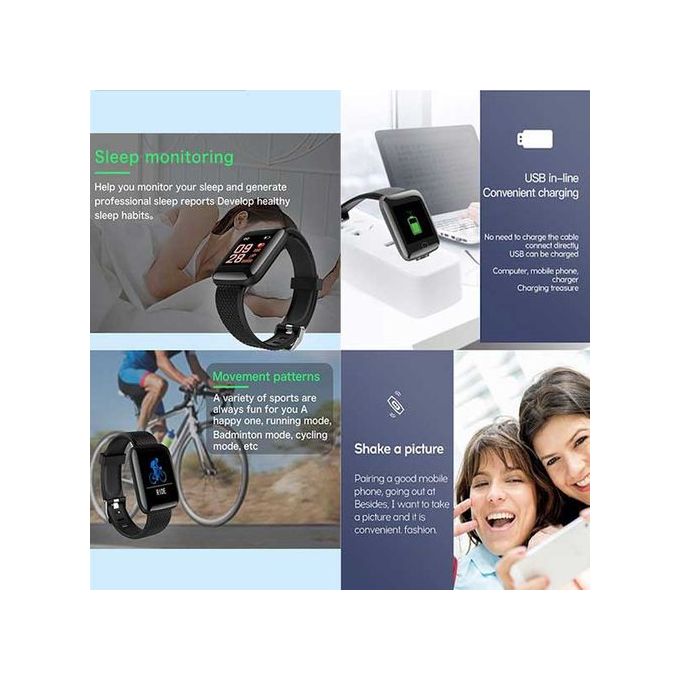 Sleep monitoring
Help you monitor your sleep and generate
professional sleep reports Develop healthy
sleep habits。
09
28
USB in-line
Convenient charging
No need to charge the cable
connect directly
USB can be charged
Computer, mobile phone,
charger
Charging treasure
Movement patterns
A variety of sports are
always fun for you A
happy one, running mode,
Badminton mode, cycling
mode, etc
RIDE
Shake a picture
Pairing a good mobile
phone, going out at
Besides, I want to take
a picture and it is
convenient. fashion.